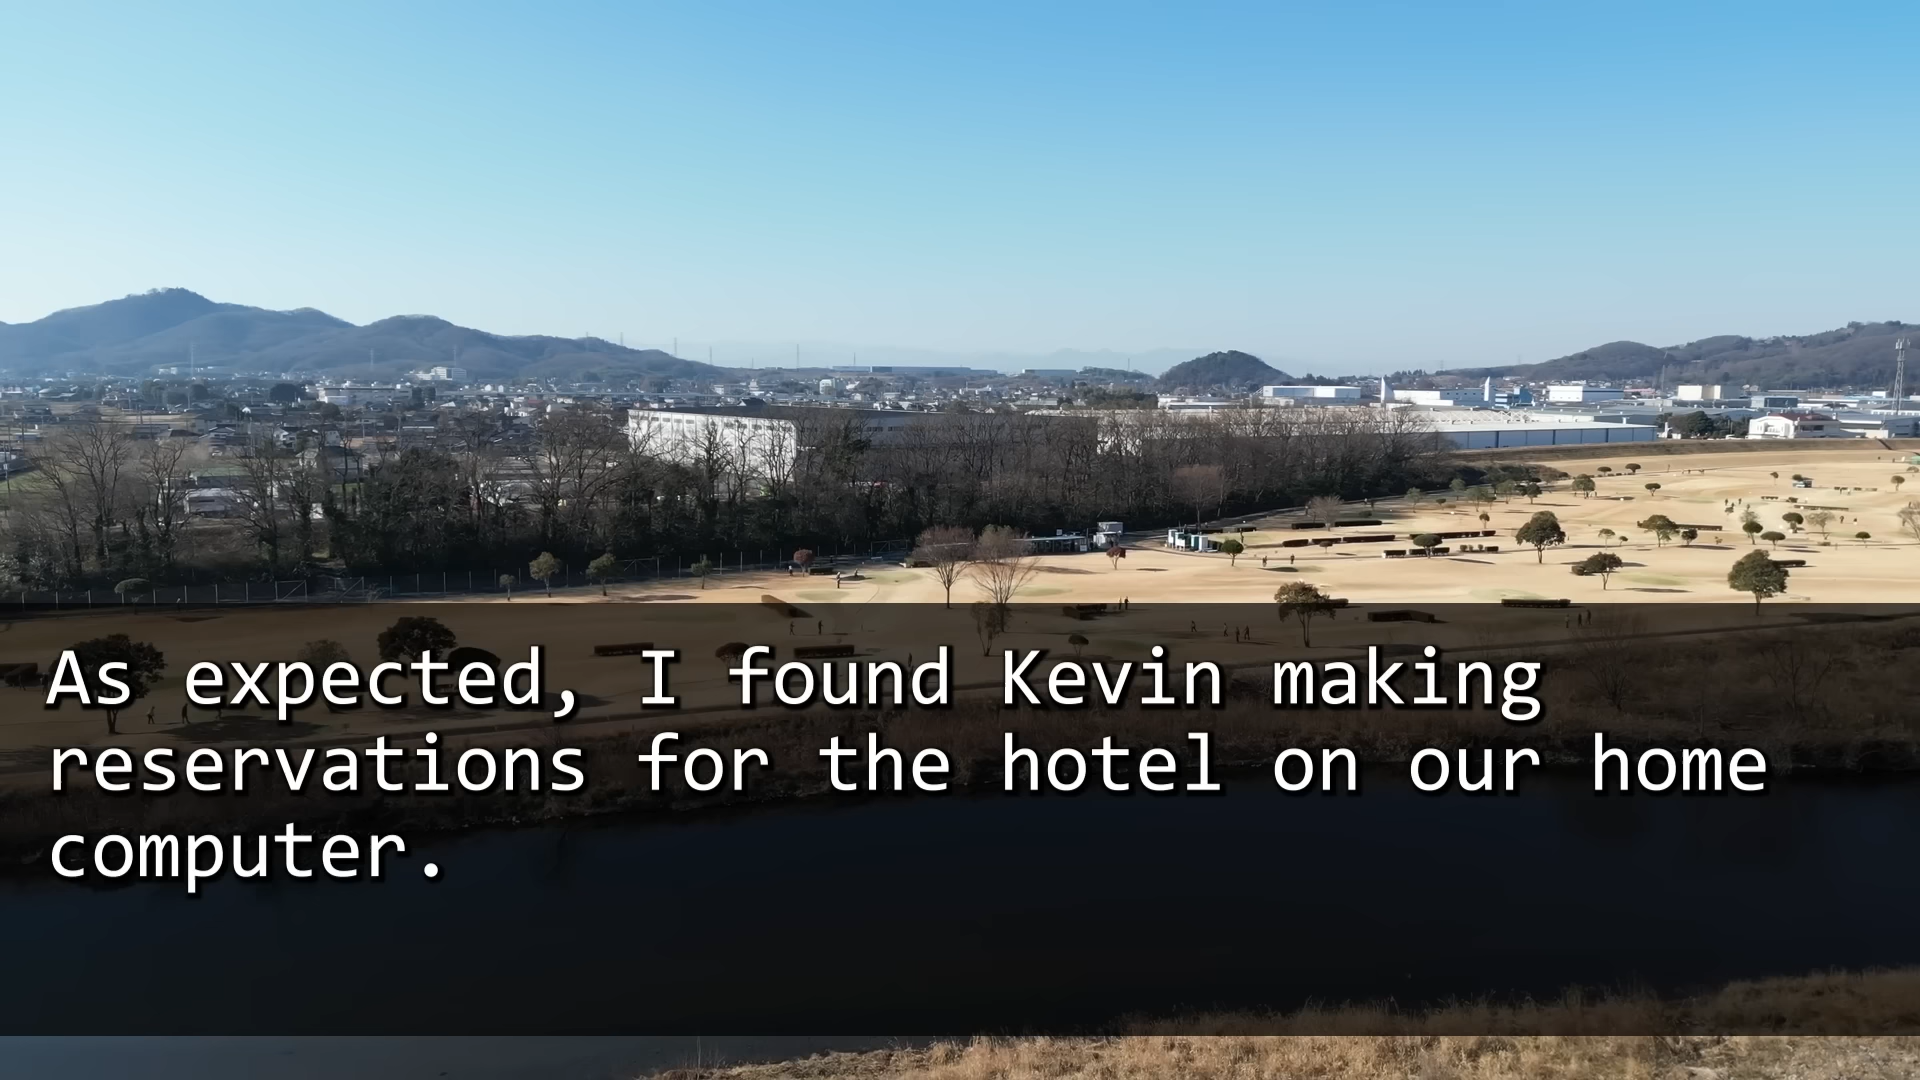 As expected, I found Kevin making
reservations for the hotel on our home
computer.